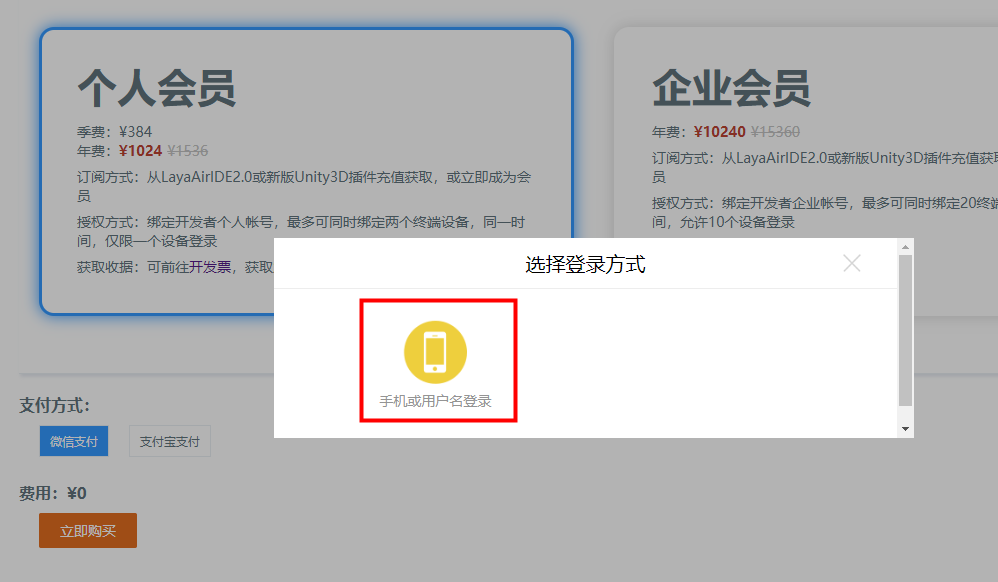 个人会员
季费：¥384
年费：¥1024 ¥1536
订阅方式：从LayaAirIDE2.0或新版Unity3D插件充值获取，或立即成为会
员
授权方式：绑定开发者个人帐号，最多可同时绑定两个终端设备，同一时
间，仅限一个设备登录
获取收据：可前往开发票，获取
企业会员
年费：¥10240 ¥15360
订阅方式：从LayaAirIDE2.0或新版Unity3D插件充值获
员
授权方式：绑定开发者企业帐号，最多可同时绑定20终
间，允许10个设备登录
选择登录方式
手机或用户名登录
支付方式：
微信支付 支付宝支付
费用：¥0
立即购买